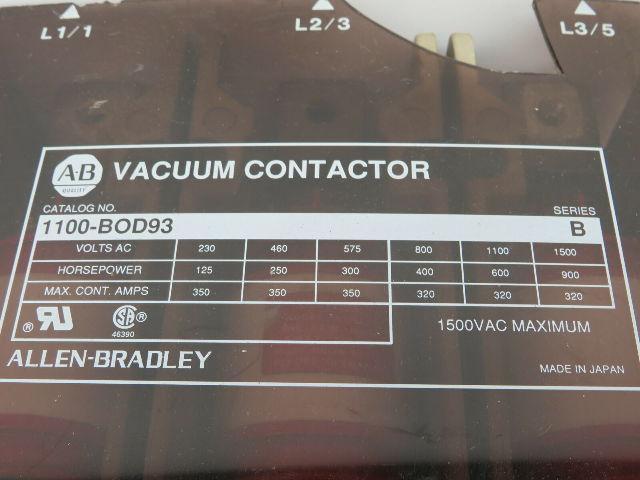 L1/1 L2/3 L3/5
A-B QUALITY VACUUM CONTACTOR
CATALOG NO. SERIES
1100-BOD93 B
VOLTS AC 230 460 575 800 1100 1500
HORSEPOWER 125 250 300 400 600 900
MAX. CONT. AMPS 350 350 350 320 320 320
® RU SA ® 1500VAC MAXIMUM
46390
ALLEN-BRADLEY MADE IN JAPAN